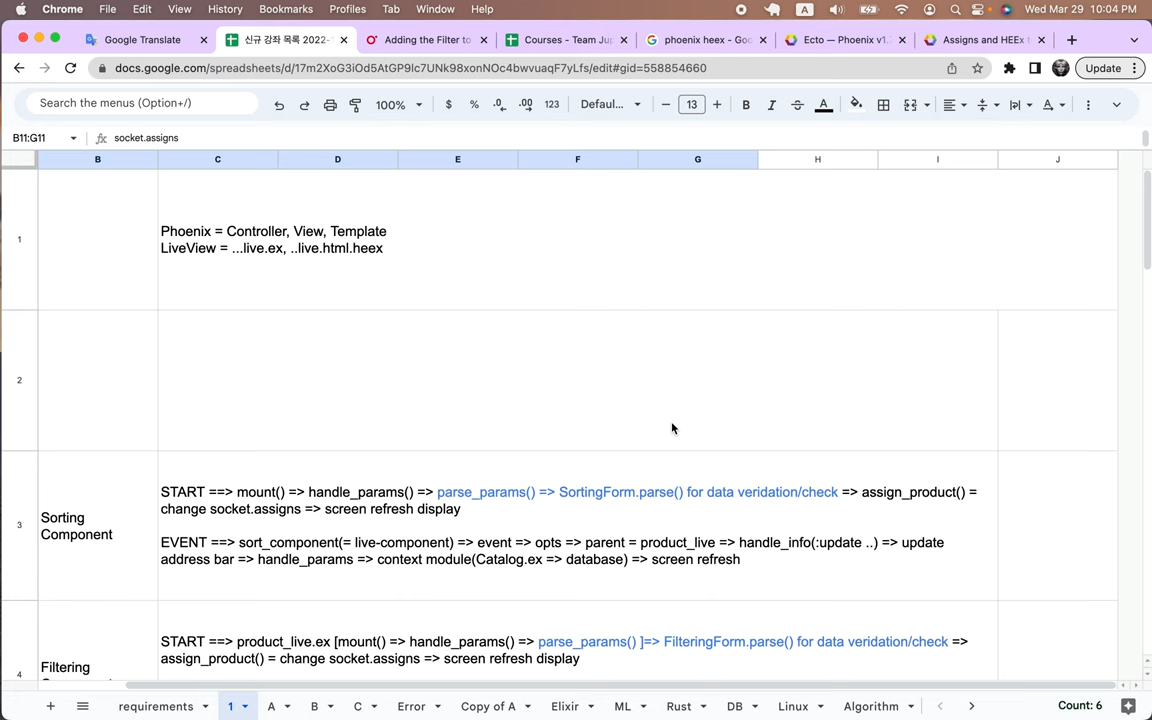 Chrome File Edit View History Bookmarks Profiles Tab Window Help A Wed Mar 29 10:04 PM
Google Translate 신규 강좌 목록 2022- Adding the Filter to Courses - Team Ju phoenix heex - Goo Ecto — Phoenix v1. Assigns and HEEx t
docs.google.com/spreadsheets/d/17m2XoG3iOd5AtGP9lc7UNk98xonNOc4bwvuaqF7yLfs/edit#gid=558854660 Update
Search the menus (Option+/) 100% $ % .0 .00 123 Defaul... 13 B I S A
B11:G11 fx socket.assigns
B C D E F G H I J
1
Phoenix = Controller, View, Template
LiveView = ...live.ex, ..live.html.heex
2
3
Sorting
Component
START ==> mount() => handle_params() => parse_params() => SortingForm.parse() for data veridation/check => assign_product() =
change socket.assigns => screen refresh display
EVENT ==> sort_component(= live-component) => event => opts => parent = product_live => handle_info(:update ..) => update
address bar => handle_params => context module(Catalog.ex => database) => screen refresh
4
Filtering
START ==> product_live.ex [mount() => handle_params() => parse_params() ]=> FilteringForm.parse() for data veridation/check =>
assign_product() = change socket.assigns => screen refresh display
requirements 1 A B C Error Copy of A Elixir ML Rust DB Linux Algorithm Count: 6